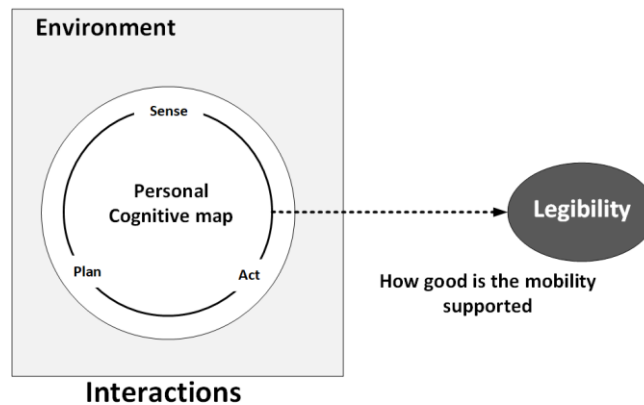 Environment
Sense
Personal
Cognitive map
Plan
Act
Legibility
How good is the mobility
supported
Interactions